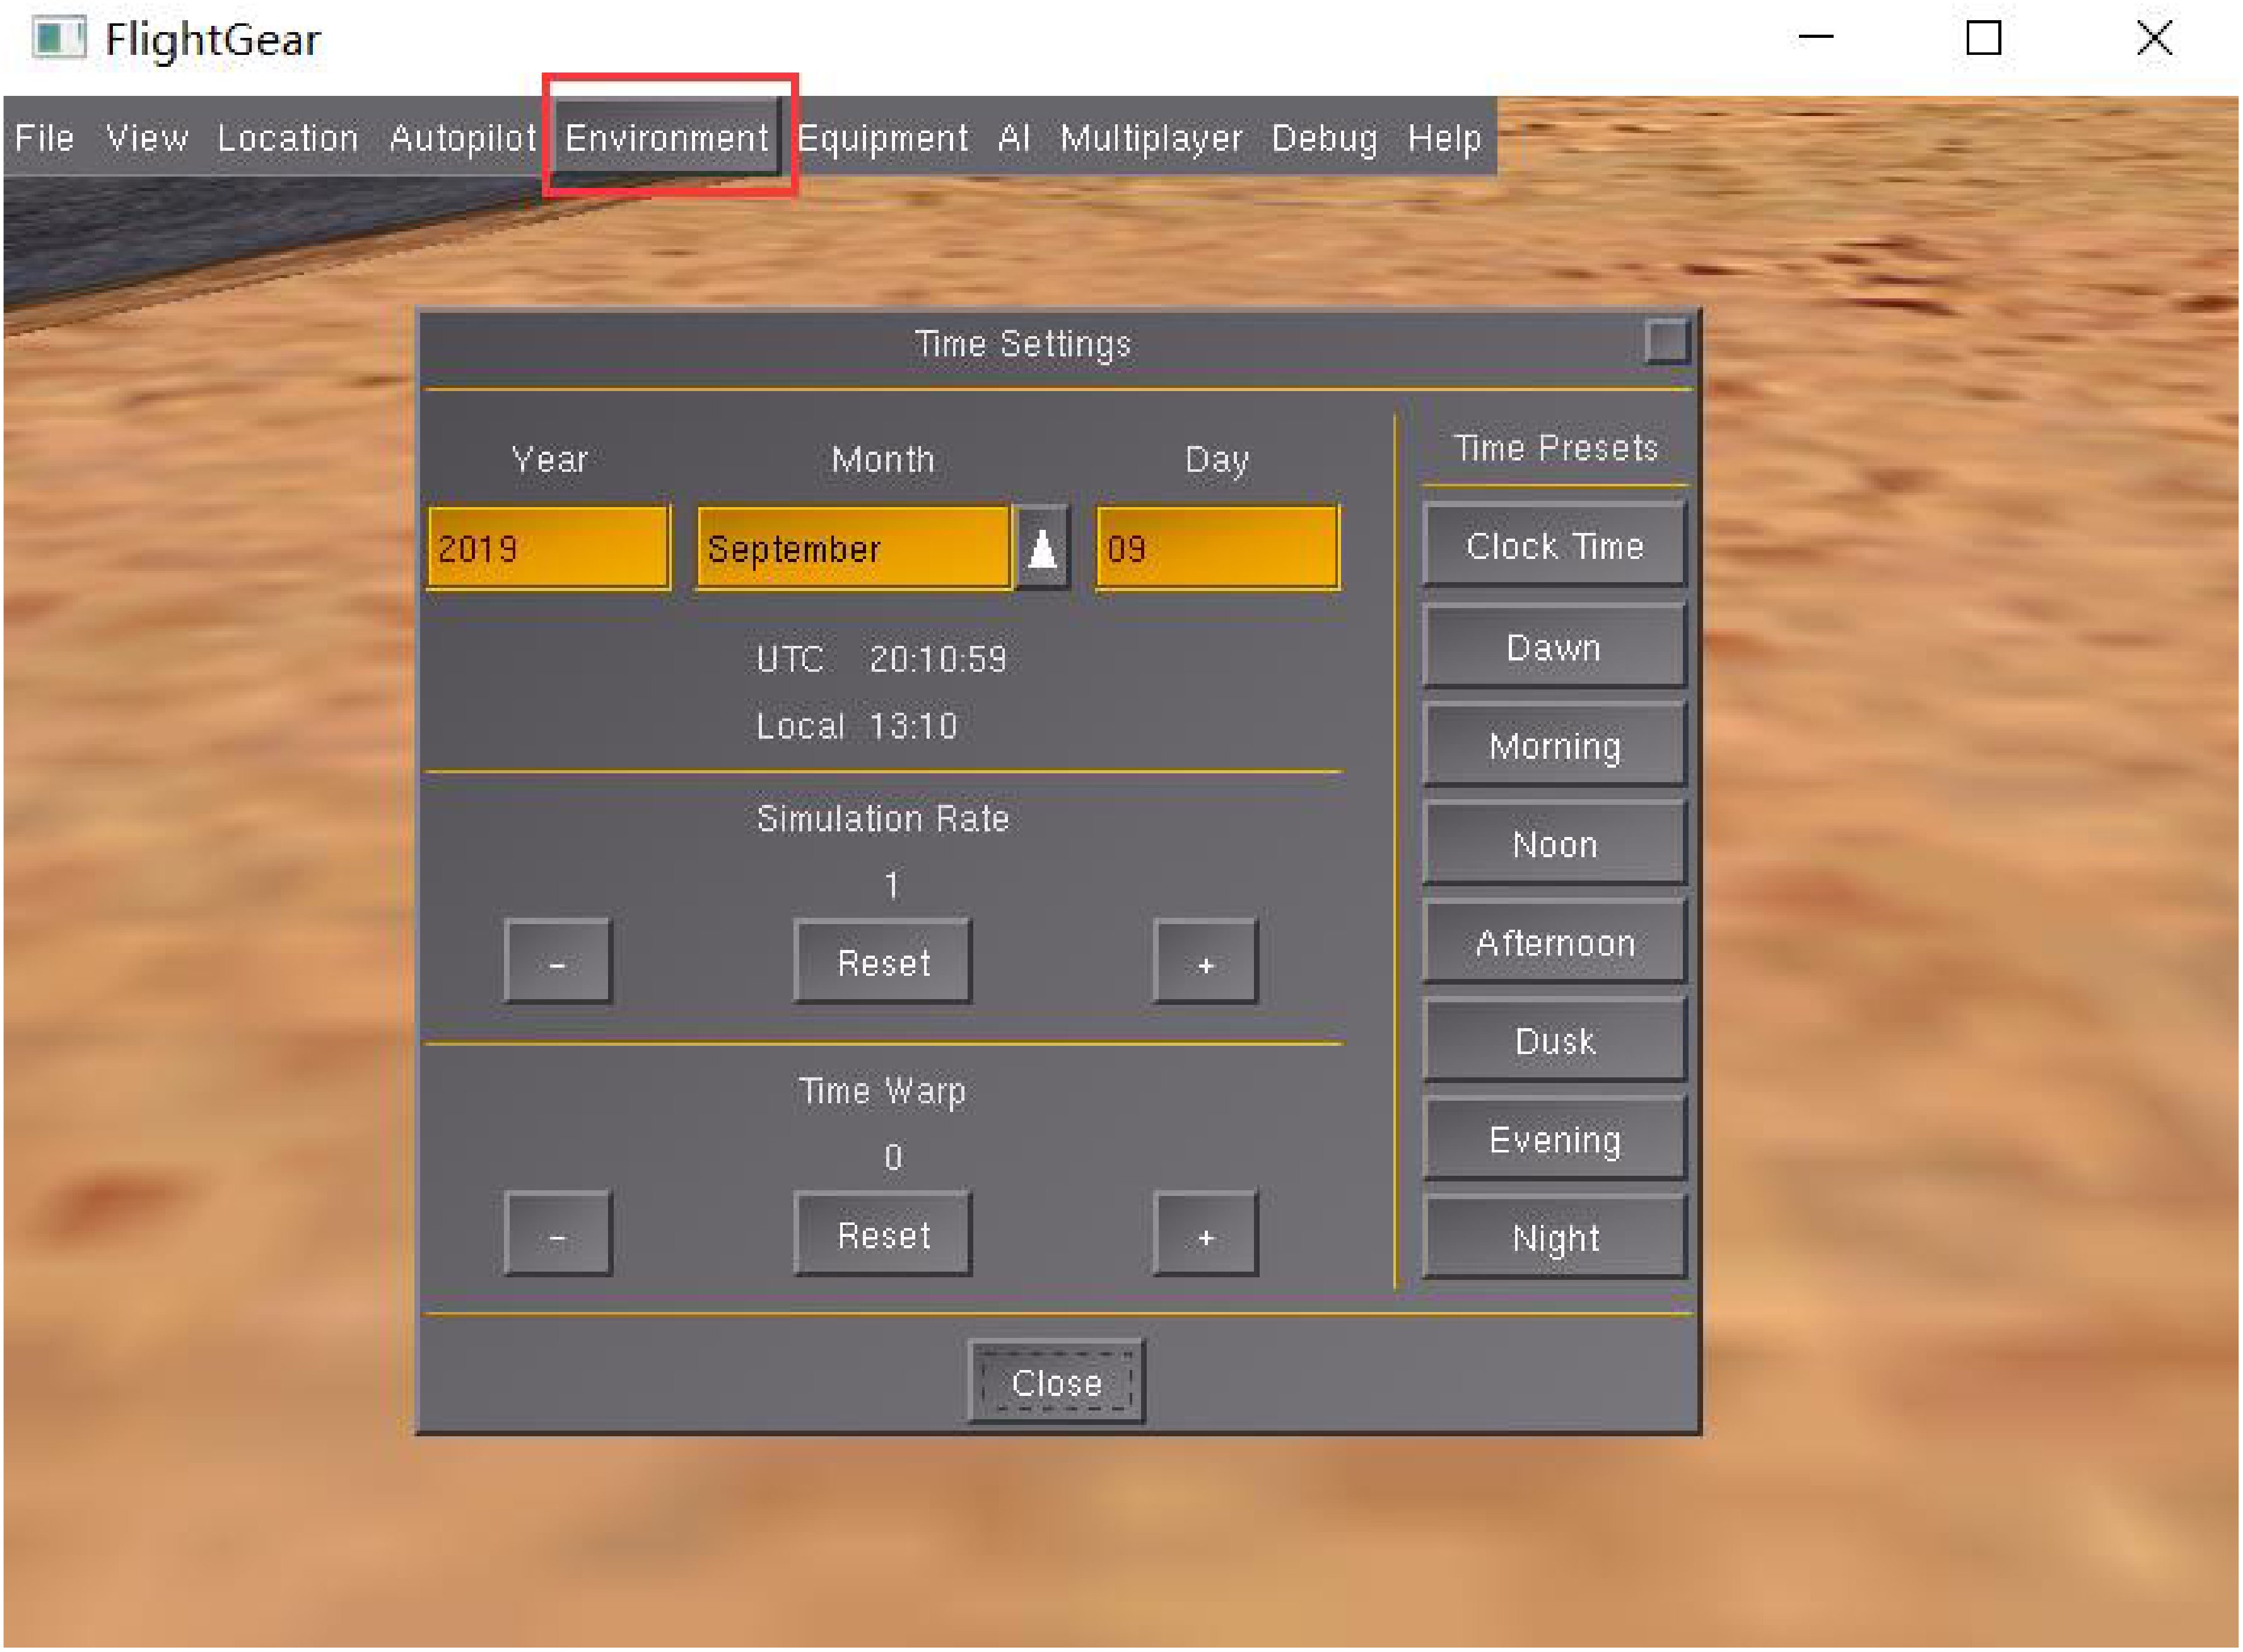 FlightGear
File View Location Autopilot Environment Equipment AI Multiplayer Debug Help
Time Settings
Year Month Day
2019 September 09
UTC 20:10:59
Local 13:10
Simulation Rate
1
- Reset +
Time Warp
0
- Reset +
Time Presets
Clock Time
Dawn
Morning
Noon
Afternoon
Dusk
Evening
Night
Close